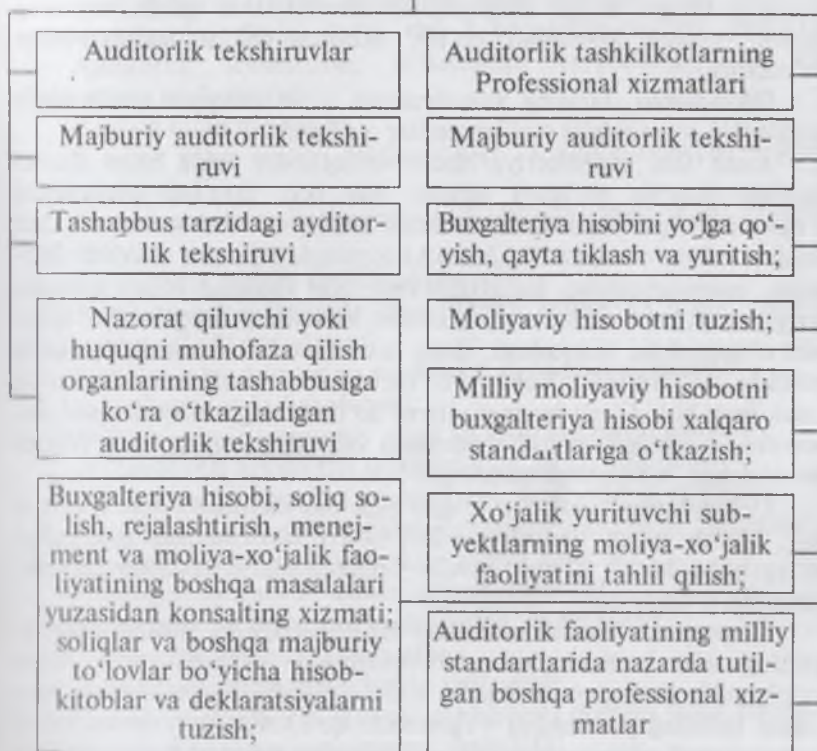 Auditorlik tekshiruvlar
Majburiy auditorlik tekshi-
ruvi
Tashabbus tarzidagi ayditor-
lik tekshiruvi
Nazorat qiluvchi yoki
huquqni muhofaza qilish
organlarining tashabbusiga
ko‘ra o‘tkaziladigan
auditorlik tekshiruvi
Buxgalteriya hisobi, soliq so-
lish, rejalashtirish, menej-
ment va moliya-xo‘jalik fao-
liyatining boshqa masalalari
yuzasidan konsalting xizmati;
soliqlar va boshqa majburiy
to‘lovlar bo‘yicha hisob-
kitoblar va deklaratsiyalarni
tuzish;
Auditorlik tashkilkotlarning
Professional xizmatlari
Majburiy auditorlik tekshi-
ruvi
Buxgalteriya hisobini yo‘lga qo‘-
yish, qayta tiklash va yuritish;
Moliyaviy hisobotni tuzish;
Milliy moliyaviy hisobotni
buxgalteriya hisobi xalqaro
standartlariga o‘tkazish;
Xo‘jalik yurituvchi sub-
yektlarning moliya-xo‘jalik
faoliyatini tahlil qilish;
Auditorlik faoliyatining milliy
standartlarida nazarda tutil-
gan boshqa professional xiz-
matlar